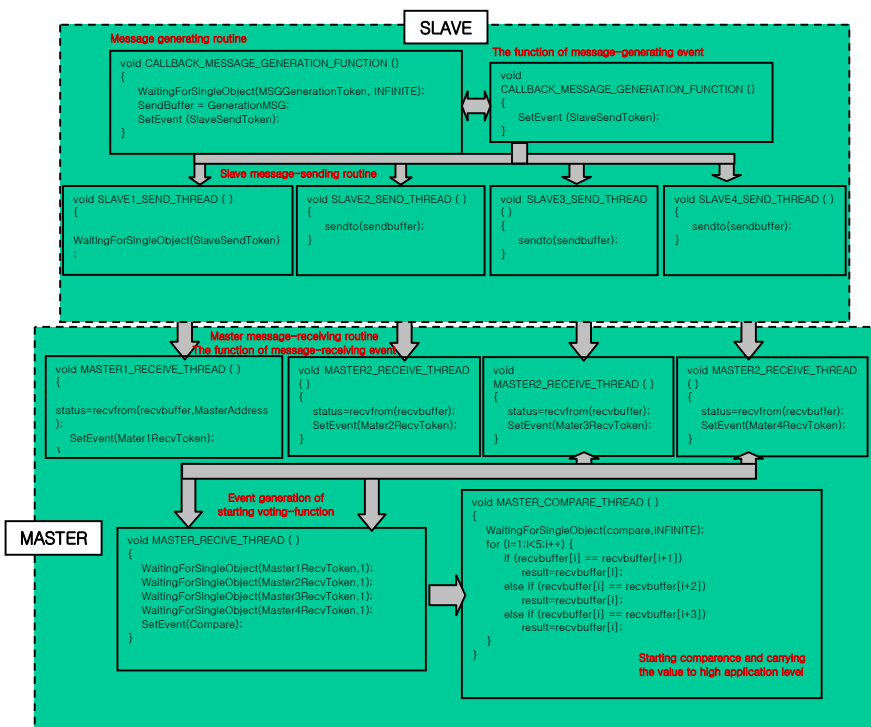 SLAVE
Message generating routine
void CALLBACK_MESSAGE_GENERATION_FUNCTION ()
{
WaitingForSingleObject(MSGGenerationToken, INFINITE);
SendBuffer = GenerationMSG;
SetEvent (SlaveSendToken);
}
The function of message-generating event
void
CALLBACK_MESSAGE_GENERATION_FUNCTION ()
{
SetEvent (SlaveSendToken);
}
Slave message-sending routine
void SLAVE1_SEND_THREAD ( )
{
WaitingForSingleObject(SlaveSendToken)
;
void SLAVE2_SEND_THREAD ( )
{
sendto(sendbuffer);
}
void SLAVE3_SEND_THREAD
( )
{
sendto(sendbuffer);
}
void SLAVE4_SEND_THREAD ( )
{
sendto(sendbuffer);
}
Master message-receiving routine
The function of message-receiving event
void MASTER1_RECEIVE_THREAD ( )
{
status=recvfrom(recvbuffer,MasterAddress
);
SetEvent(Mater1RecvToken);
}
void MASTER2_RECEIVE_THREAD
( )
{
status=recvfrom(recvbuffer);
SetEvent(Mater2RecvToken);
}
void
MASTER2_RECEIVE_THREAD ( )
{
status=recvfrom(recvbuffer);
SetEvent(Mater3RecvToken);
}
void MASTER2_RECEIVE_THREAD
( )
{
status=recvfrom(recvbuffer);
SetEvent(Mater4RecvToken);
}
Event generation of
starting voting-function
MASTER
void MASTER_RECIVE_THREAD ( )
{
WaitingForSingleObject(Master1RecvToken,1);
WaitingForSingleObject(Master2RecvToken,1);
WaitingForSingleObject(Master3RecvToken,1);
WaitingForSingleObject(Master4RecvToken,1);
SetEvent(Compare);
}
void MASTER_COMPARE_THREAD ( )
{
WaitingForSingleObject(compare,INFINITE);
for (i=1;i<5;i++) {
if (recvbuffer[i] == recvbuffer[i+1])
result=recvbuffer[i];
else if (recvbuffer[i] == recvbuffer[i+2])
result=recvbuffer[i];
else if (recvbuffer[i] == recvbuffer[i+3])
result=recvbuffer[i];
}
}
Starting comparence and carrying
the value to high application level